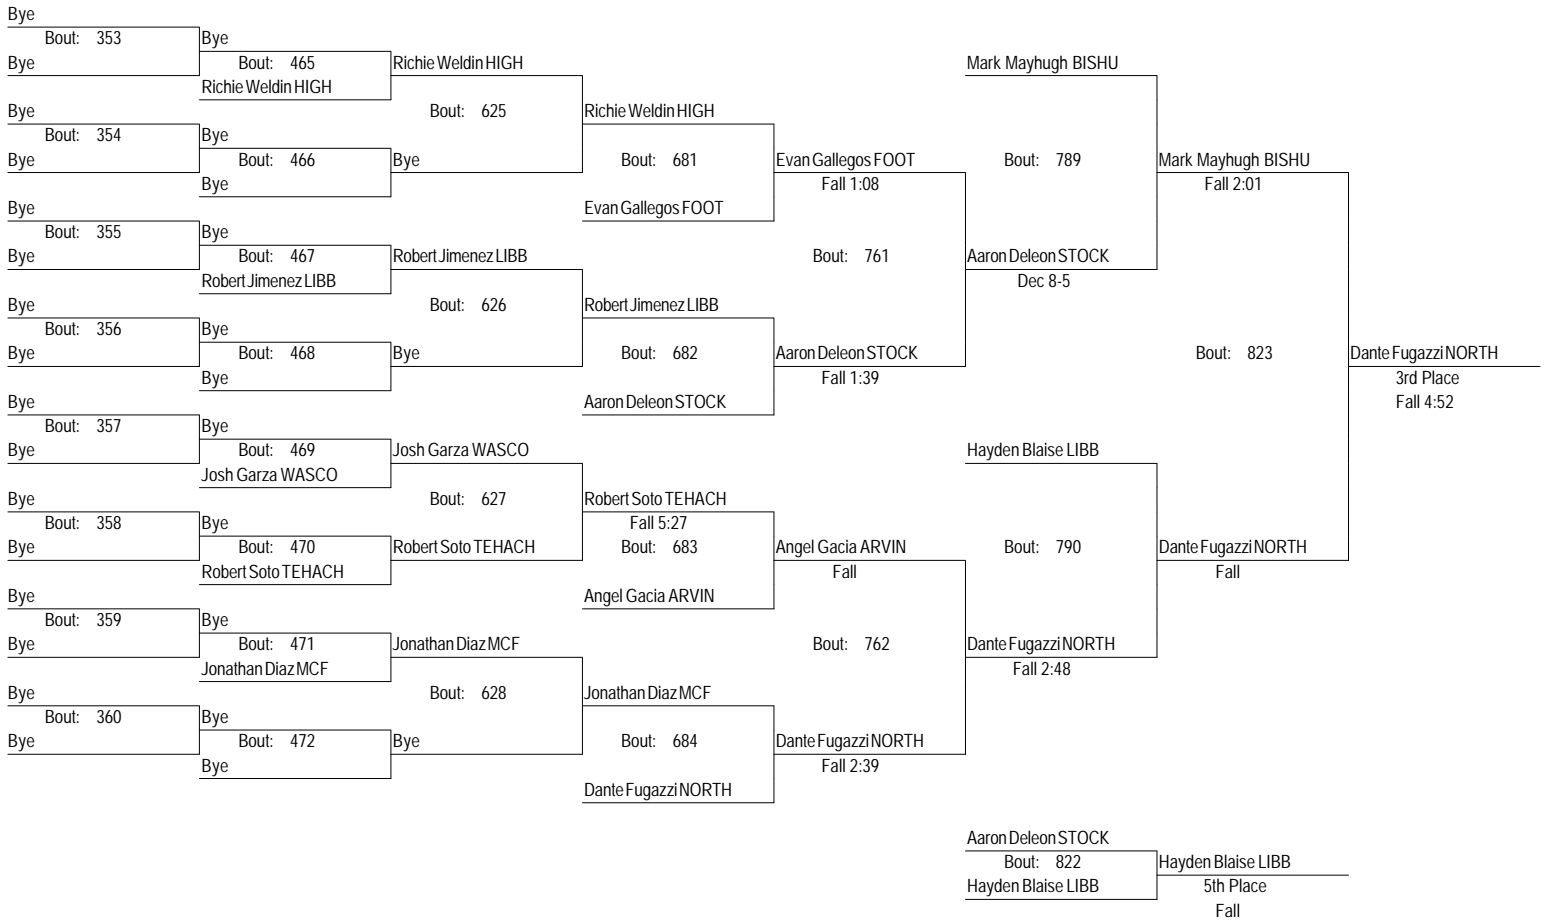 Bye
Bout: 353
Bye
Bye
Bout: 465
Richie Weldin HIGH
Richie Weldin HIGH
Bout: 625
Bye
Bout: 354
Bye
Bye
Bout: 466
Bye
Bye
Richie Weldin HIGH
Bout: 681
Evan Gallegos FOOT
Evan Gallegos FOOT
Fall 1:08
Bye
Bout: 355
Bye
Bye
Bout: 467
Robert Jimenez LIBB
Robert Jimenez LIBB
Bout: 626
Bye
Bout: 356
Bye
Bye
Bout: 468
Bye
Bye
Robert Jimenez LIBB
Bout: 682
Aaron Deleon STOCK
Aaron Deleon STOCK
Fall 1:39
Bout: 761
Mark Mayhugh BISHU
Bout: 789
Aaron Deleon STOCK
Dec 8-5
Mark Mayhugh BISHU
Fall 2:01
Bye
Bout: 357
Bye
Bye
Bout: 469
Josh Garza WASCO
Josh Garza WASCO
Bout: 627
Bye
Bout: 358
Bye
Bye
Bout: 470
Robert Soto TEHACH
Robert Soto TEHACH
Robert Soto TEHACH
Fall 5:27
Bout: 683
Angel Gacia ARVIN
Angel Gacia ARVIN
Fall
Bye
Bout: 359
Bye
Bye
Bout: 471
Jonathan Diaz MCF
Jonathan Diaz MCF
Bout: 628
Bye
Bout: 360
Bye
Bye
Bout: 472
Bye
Bye
Jonathan Diaz MCF
Bout: 684
Dante Fugazzi NORTH
Dante Fugazzi NORTH
Fall 2:39
Bout: 762
Hayden Blaise LIBB
Bout: 790
Dante Fugazzi NORTH
Fall 2:48
Dante Fugazzi NORTH
Fall
Bout: 823
Dante Fugazzi NORTH
3rd Place
Fall 4:52
Aaron Deleon STOCK
Bout: 822
Hayden Blaise LIBB
Hayden Blaise LIBB
5th Place
Fall